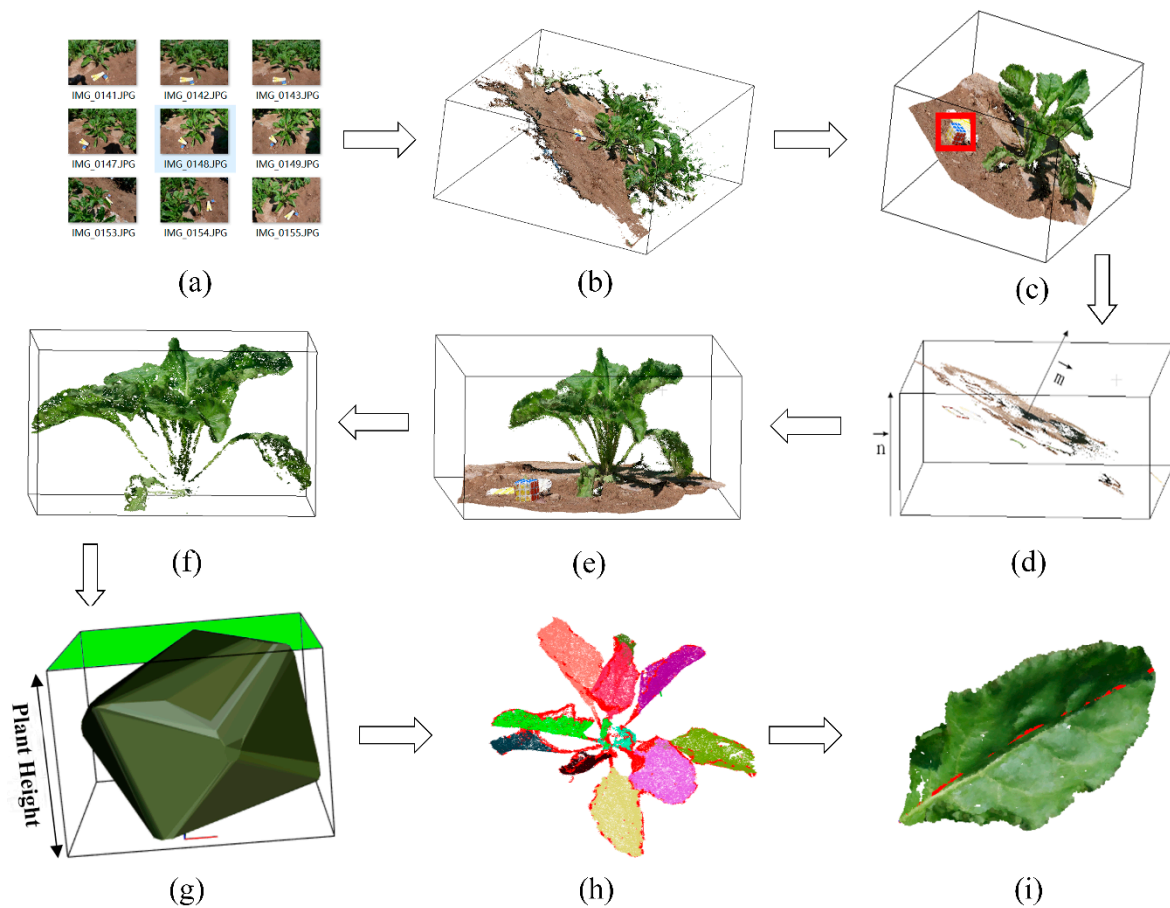 IMG_0141.JPG IMG_0142.JPG IMG_0143.JPG
IMG_0147.JPG IMG_0148.JPG IMG_0149.JPG
IMG_0153.JPG IMG_0154.JPG IMG_0155.JPG
(a)
(b)
(c)
(f)
(e)
m
n
(d)
Plant Height
(g)
(h)
(i)